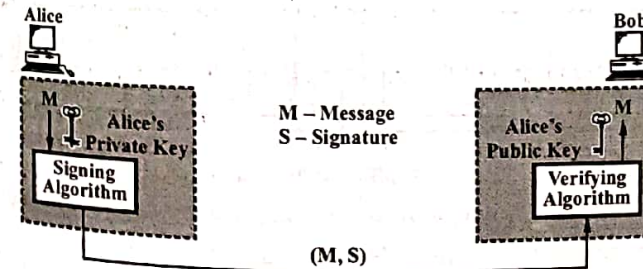 Alice
Bob
M
Alice's
Private Key
Signing
Algorithm
M – Message
S – Signature
M
Alice's
Public Key
Verifying
Algorithm
(M, S)